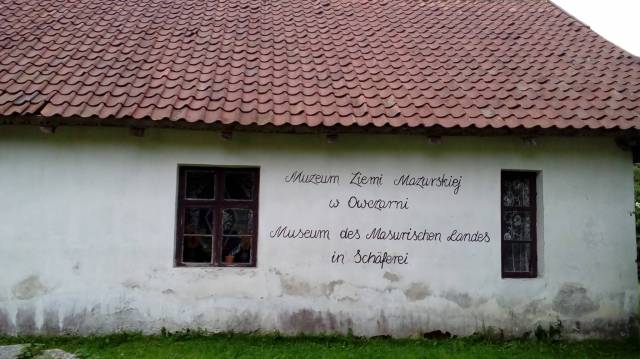 Muzeum Ziemi Mazurskiej
w Owczarni
Museum des Masurischen Landes
in Schäferei